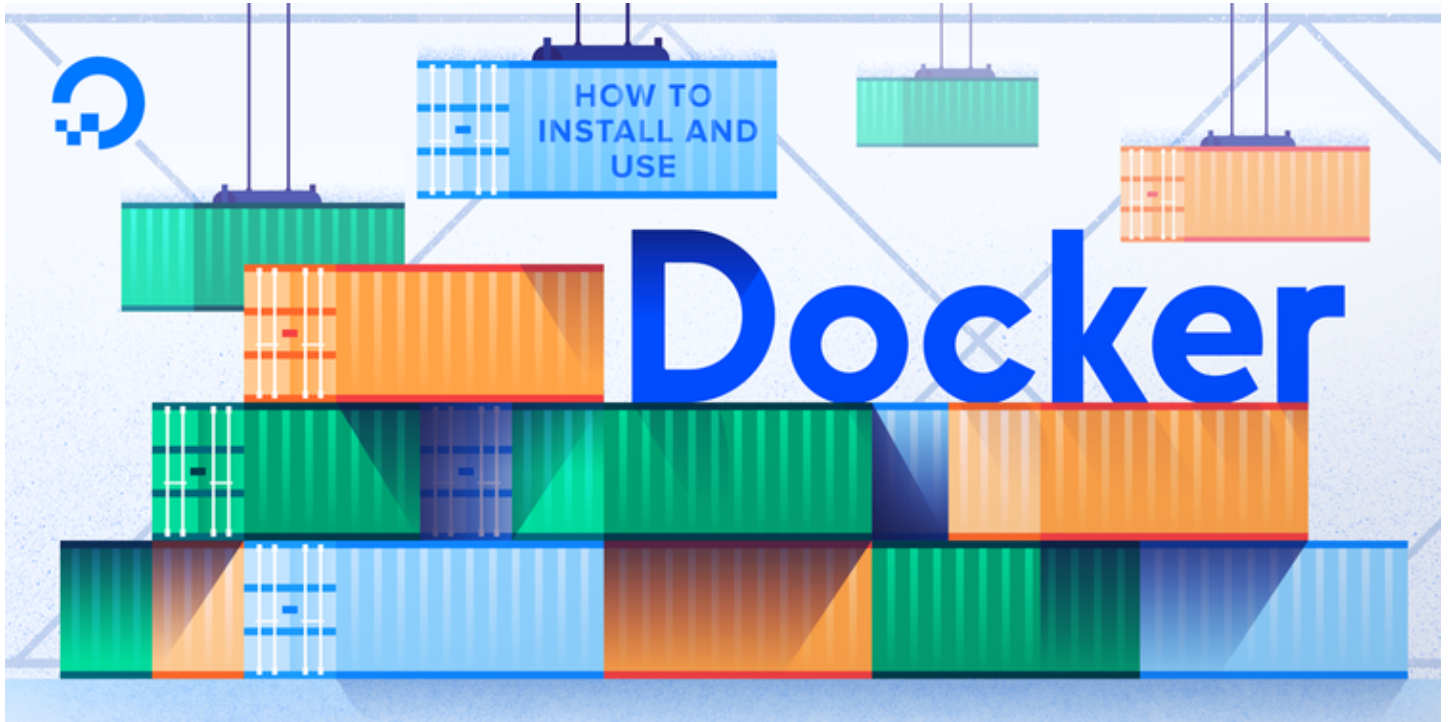 HOW TO
INSTALL AND
USE
Docker